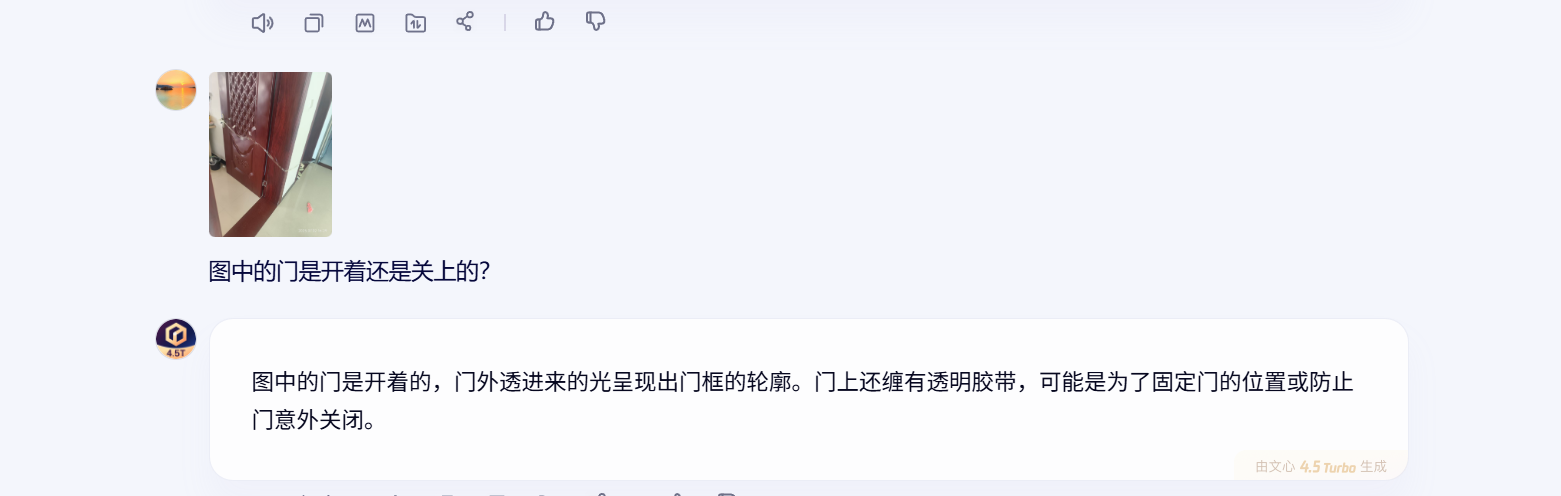 图中的门是开着还是关上的？
4.5T
图中的门是开着的，门外透进来的光呈现出门框的轮廓。门上还缠有透明胶带，可能是为了固定门的位置或防止
门意外关闭。
由文心 4.5 Turbo 生成